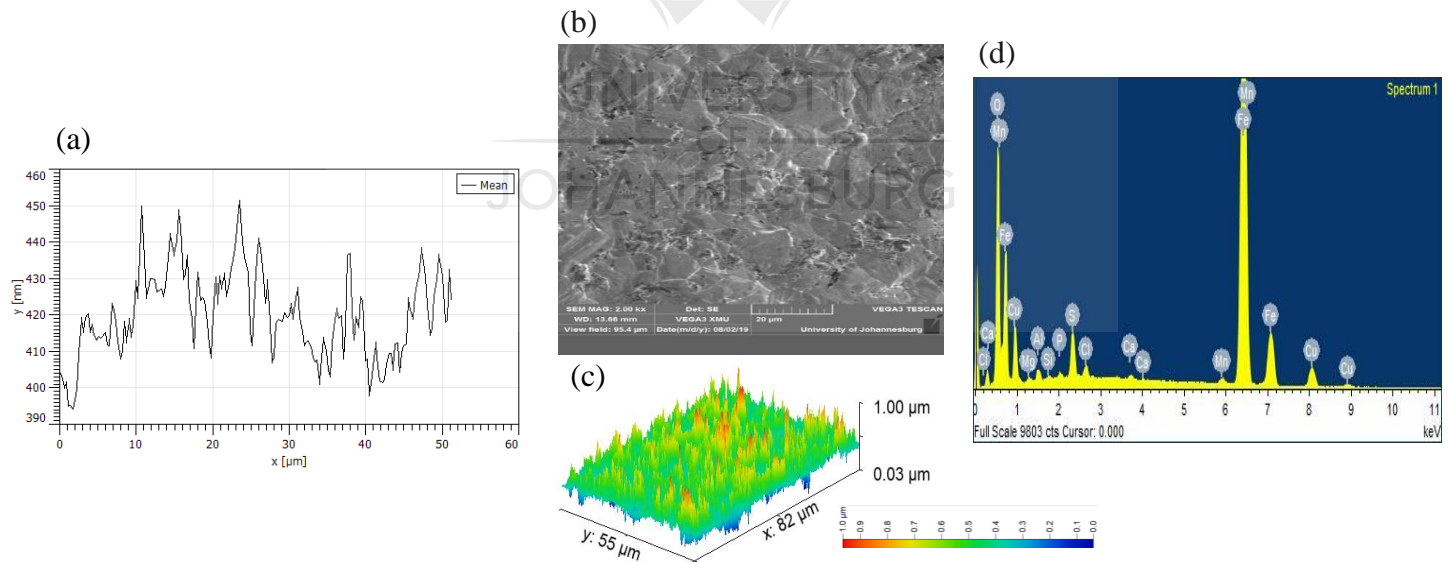 (a)
460
450
440
430
420
410
400
390
y [nm]
Mean
0
10
20
30
40
50
60
x [µm]
(b)
UNIVERSITY
OF
JOHANNESBURG
SEM MAG: 2.00 kx
Det: SE
VEGA3 TESCAN
WD: 13.66 mm
VEGA3 XMU
20 µm
View field: 95.4 µm
Date(m/d/y): 08/02/19
University of Johannesburg
(c)
1.00 µm
0.03 µm
x: 82 µm
y: 55 µm
1.0 µm
0.9
0.8
0.7
0.6
0.5
0.4
0.3
0.2
0.1
0.0
(d)
Spectrum 1
O
Mn
Fe
Cu
Ca
Cl
Mg
Al
Si
P
S
Cl
Ca
Ca
Mn
Mn
Fe
Fe
Cu
Cu
0 1 2 3 4 5 6 7 8 9 10 11
Full Scale 9803 cts Cursor: 0.000
keV